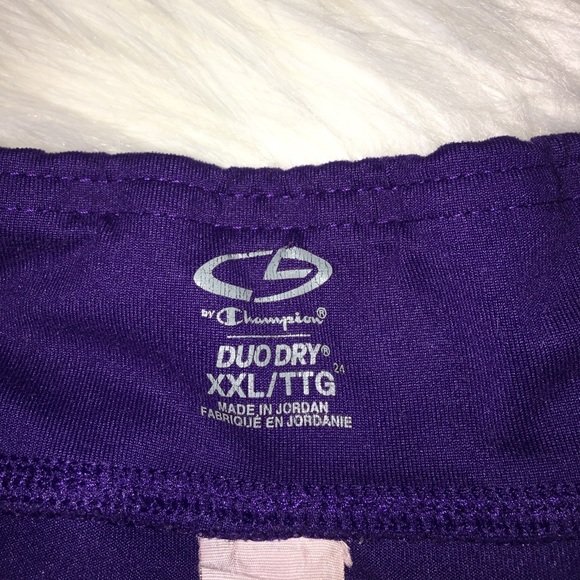 BY Champion®
DUO DRY®
XXL/TTG 24
MADE IN JORDAN
FABRIQUÉ EN JORDANIE